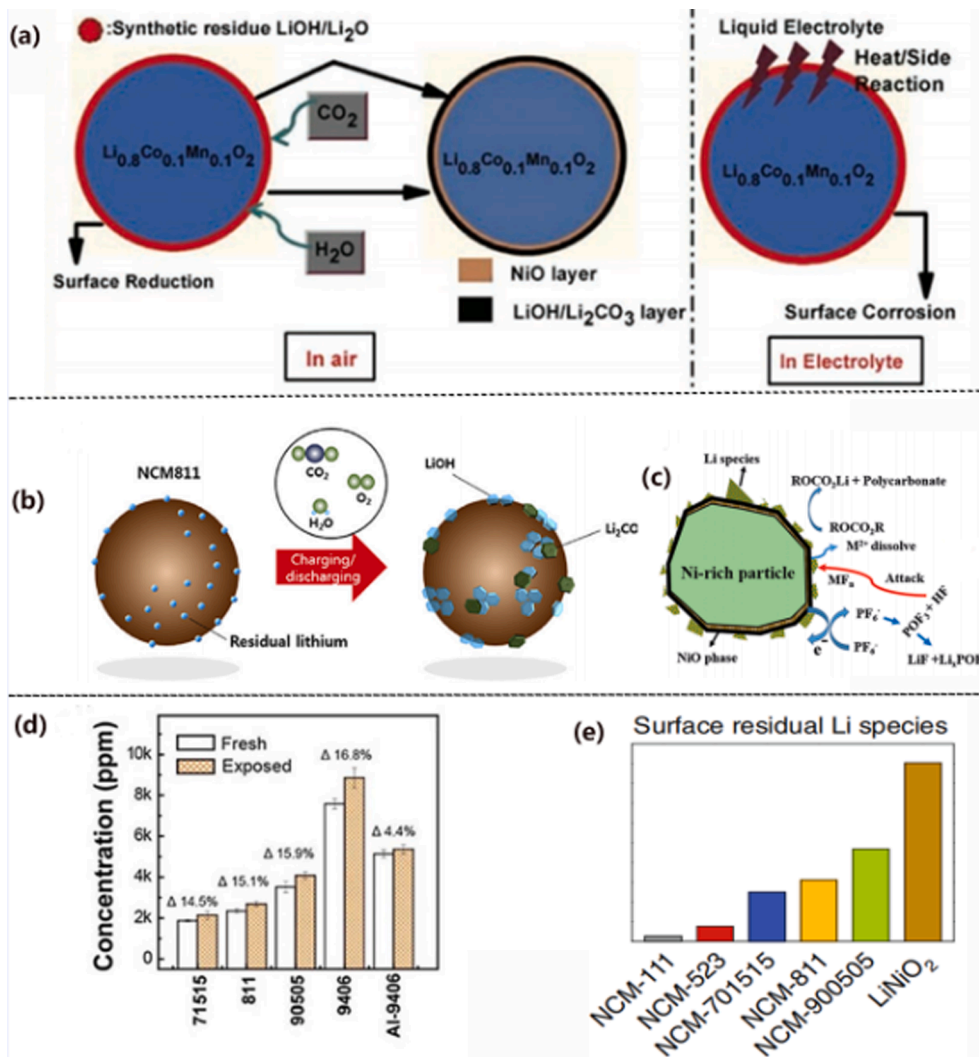 (a)
:Synthetic residue LiOH/Li₂O
Li₀.₈Co₀.₁Mn₀.₁O₂
CO₂
H₂O
Surface Reduction
Li₀.₈Co₀.₁Mn₀.₁O₂
NiO layer
LiOH/Li₂CO₃ layer
In air
Liquid Electrolyte
Heat/Side
Reaction
Li₀.₈Co₀.₁Mn₀.₁O₂
Surface Corrosion
In Electrolyte
(b)
NCM811
CO₂
O₂
H₂O
Charging/
discharging
Residual lithium
LiOH
Li₂CC
(c)
Li species
Ni-rich particle
NiO phase
ROCO₂Li + Polycarbonate
ROCO₂R
M²⁺ dissolve
MFₙ
Attack
POF₃ + HF
PF₆⁻
e⁻
PF₆⁻
LiF +LiₓPOF
(d)
Concentration (ppm)
10k
8k
6k
4k
2k
0
Fresh
Exposed
Δ 14.5%
Δ 15.1%
Δ 15.9%
Δ 16.8%
Δ 4.4%
71515
811
90505
9406
Al-9406
(e)
Surface residual Li species
NCM-111
NCM-523
NCM-701515
NCM-811
NCM-900505
LiNiO₂